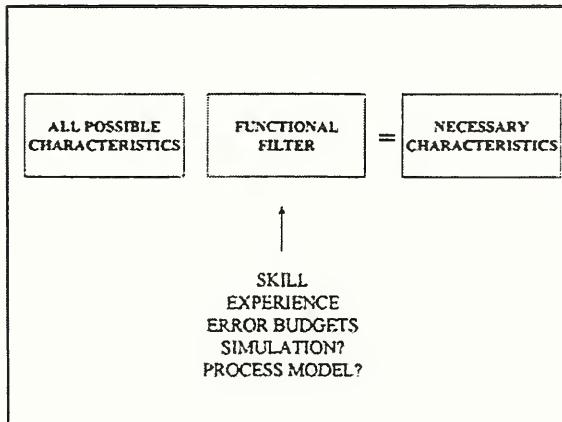 ALL POSSIBLE
CHARACTERISTICS
FUNCTIONAL
FILTER
=
NECESSARY
CHARACTERISTICS
SKILL
EXPERIENCE
ERROR BUDGETS
SIMULATION?
PROCESS MODEL?